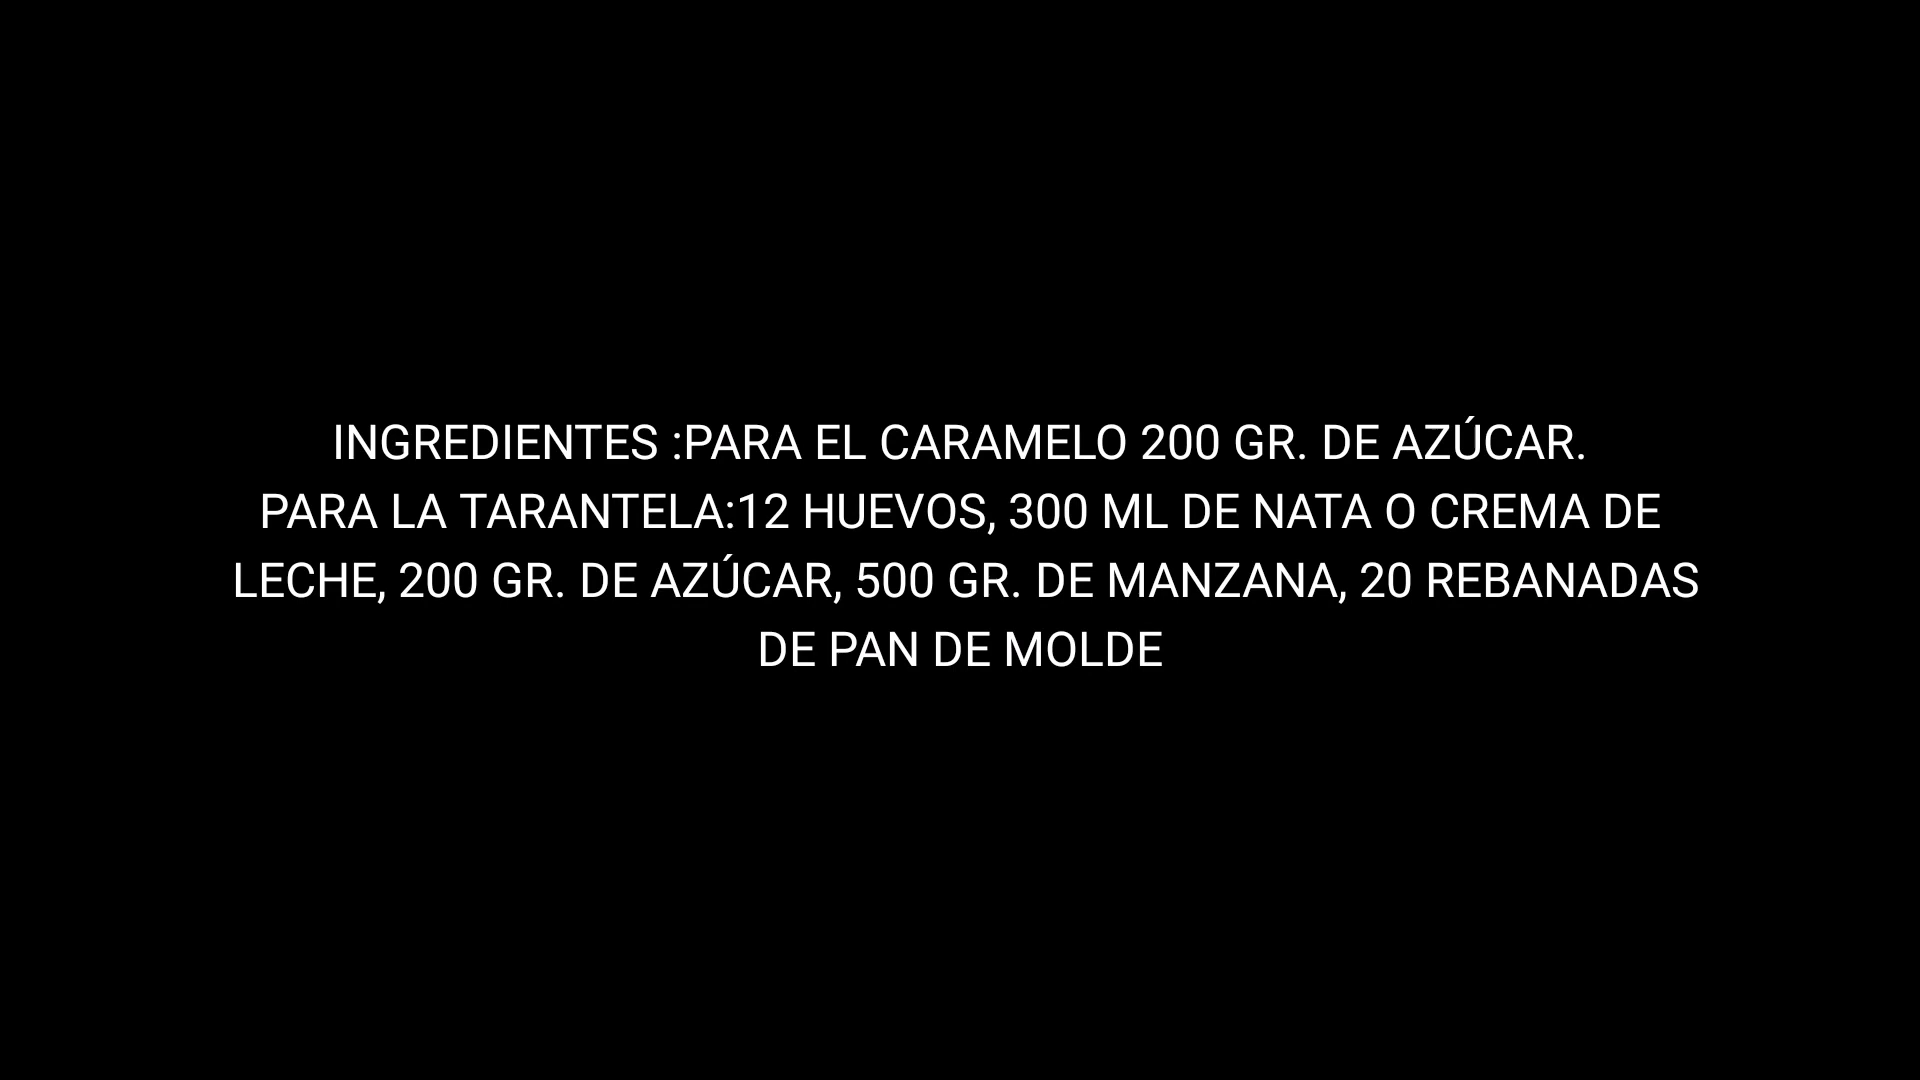 INGREDIENTES :PARA EL CARAMELO 200 GR. DE AZÚCAR.
PARA LA TARANTELA:12 HUEVOS, 300 ML DE NATA O CREMA DE
LECHE, 200 GR. DE AZÚCAR, 500 GR. DE MANZANA, 20 REBANADAS
DE PAN DE MOLDE